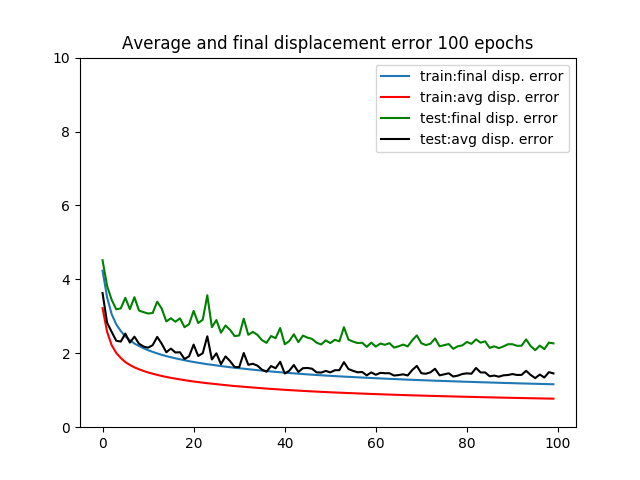 Average and final displacement error 100 epochs
train:final disp. error
train:avg disp. error
test:final disp. error
test:avg disp. error
10
8
6
4
2
0
0 20 40 60 80 100